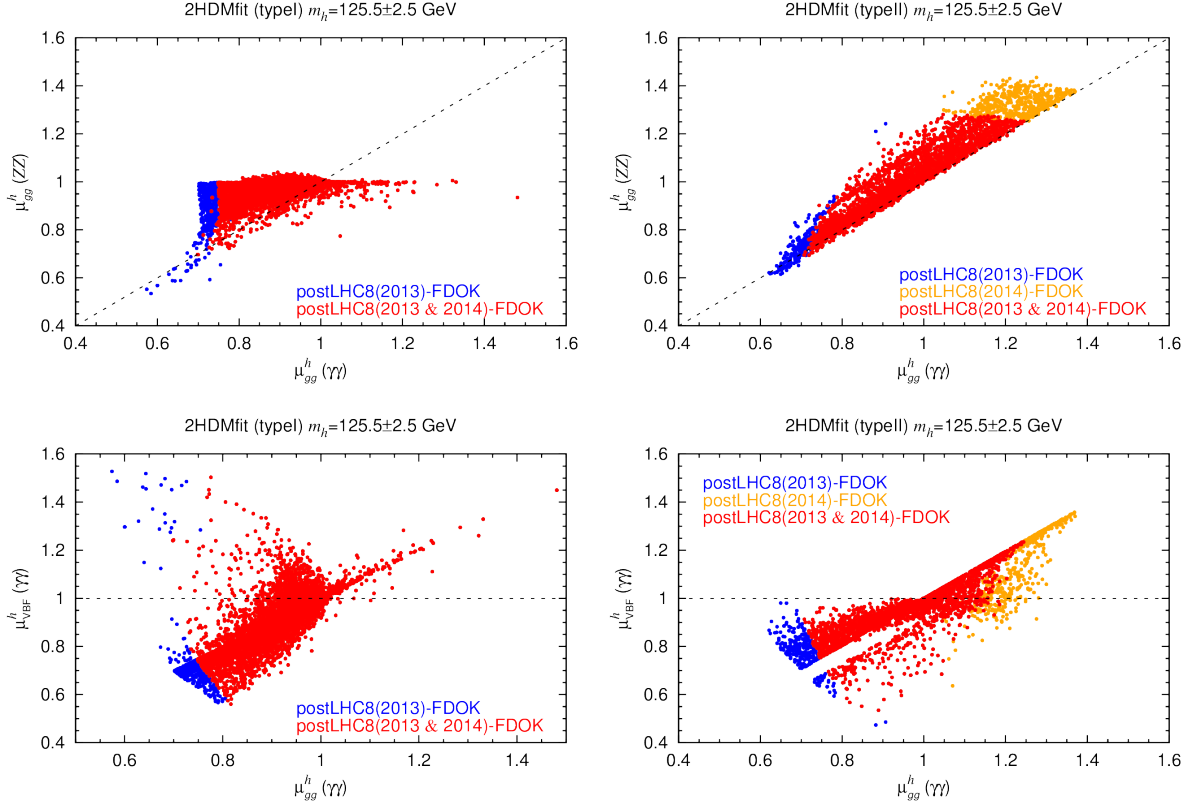 2HDMfit (typeI) m_h=125.5±2.5 GeV
1.6
1.4
1.2
1
0.8
0.6
0.4
μ^h_gg (ZZ)
postLHC8(2013)-FDOK
postLHC8(2013 & 2014)-FDOK
0.4 0.6 0.8 1 1.2 1.4 1.6
μ^h_gg (γγ)
2HDMfit (typeII) m_h=125.5±2.5 GeV
1.6
1.4
1.2
1
0.8
0.6
0.4
μ^h_gg (ZZ)
postLHC8(2013)-FDOK
postLHC8(2014)-FDOK
postLHC8(2013 & 2014)-FDOK
0.4 0.6 0.8 1 1.2 1.4 1.6
μ^h_gg (γγ)
2HDMfit (typeI) m_h=125.5±2.5 GeV
1.6
1.4
1.2
1
0.8
0.6
0.4
μ^h_VBF (γγ)
postLHC8(2013)-FDOK
postLHC8(2013 & 2014)-FDOK
0.6 0.8 1 1.2 1.4
μ^h_gg (γγ)
2HDMfit (typeII) m_h=125.5±2.5 GeV
1.6
1.4
1.2
1
0.8
0.6
0.4
μ^h_VBF (γγ)
postLHC8(2013)-FDOK
postLHC8(2014)-FDOK
postLHC8(2013 & 2014)-FDOK
0.4 0.6 0.8 1 1.2 1.4 1.6
μ^h_gg (γγ)